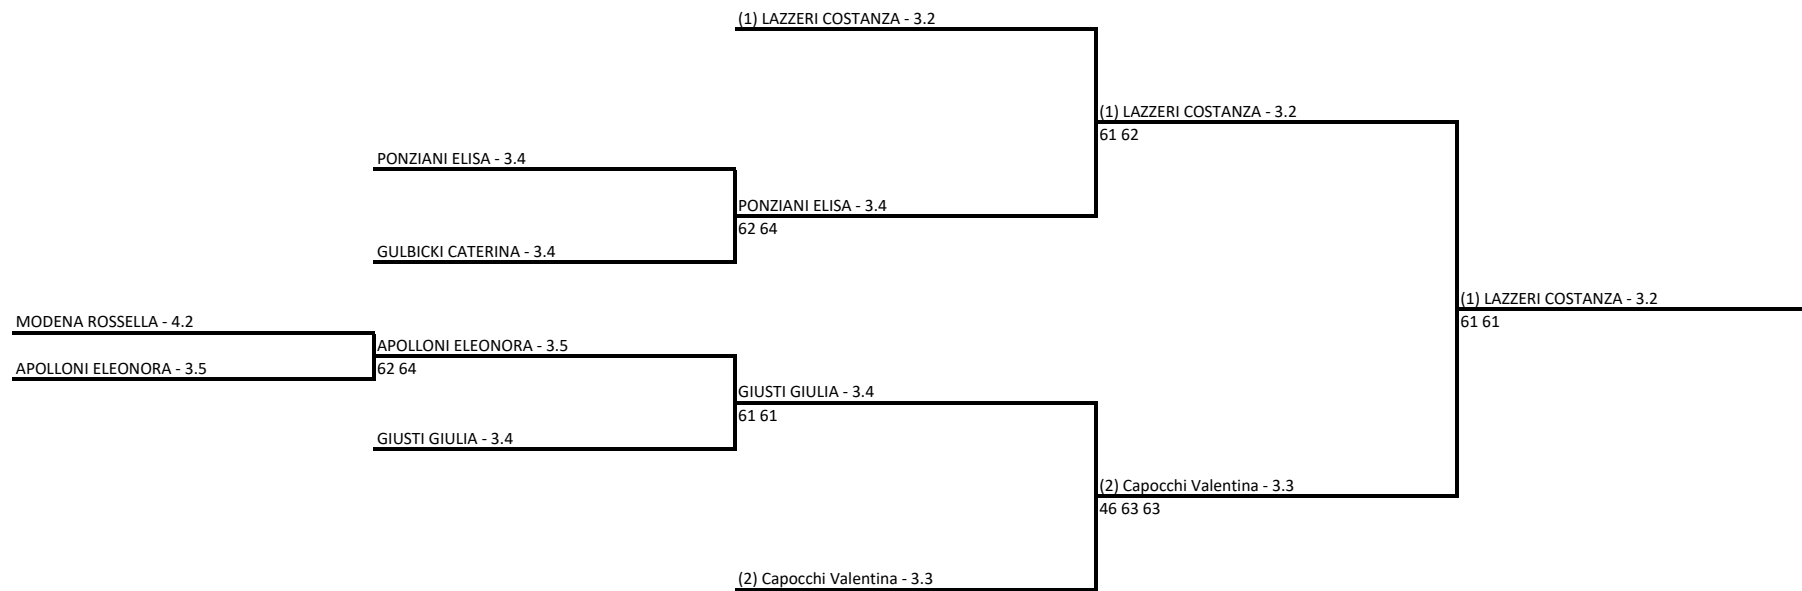 (1) LAZZERI COSTANZA - 3.2
(1) LAZZERI COSTANZA - 3.2
61 62
PONZIANI ELISA - 3.4
PONZIANI ELISA - 3.4
62 64
GULBICKI CATERINA - 3.4
(1) LAZZERI COSTANZA - 3.2
61 61
MODENA ROSSELLA - 4.2
APOLLONI ELEONORA - 3.5
APOLLONI ELEONORA - 3.5
62 64
GIUSTI GIULIA - 3.4
61 61
GIUSTI GIULIA - 3.4
(2) Capocchi Valentina - 3.3
46 63 63
(2) Capocchi Valentina - 3.3